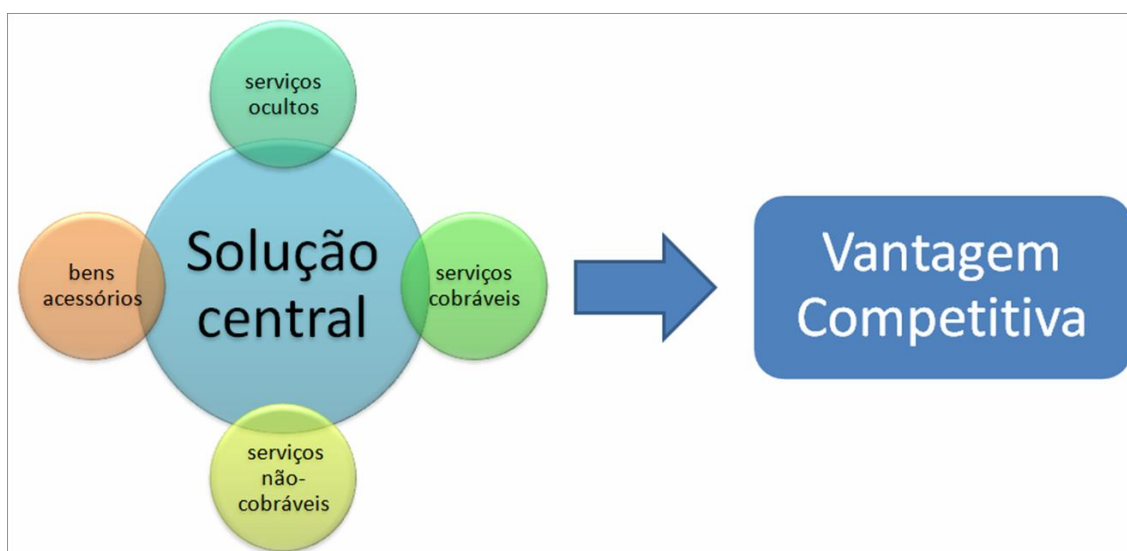 serviços
ocultos
Solução
central
bens
acessórios
serviços
cobráveis
serviços
não-
cobráveis
Vantagem
Competitiva